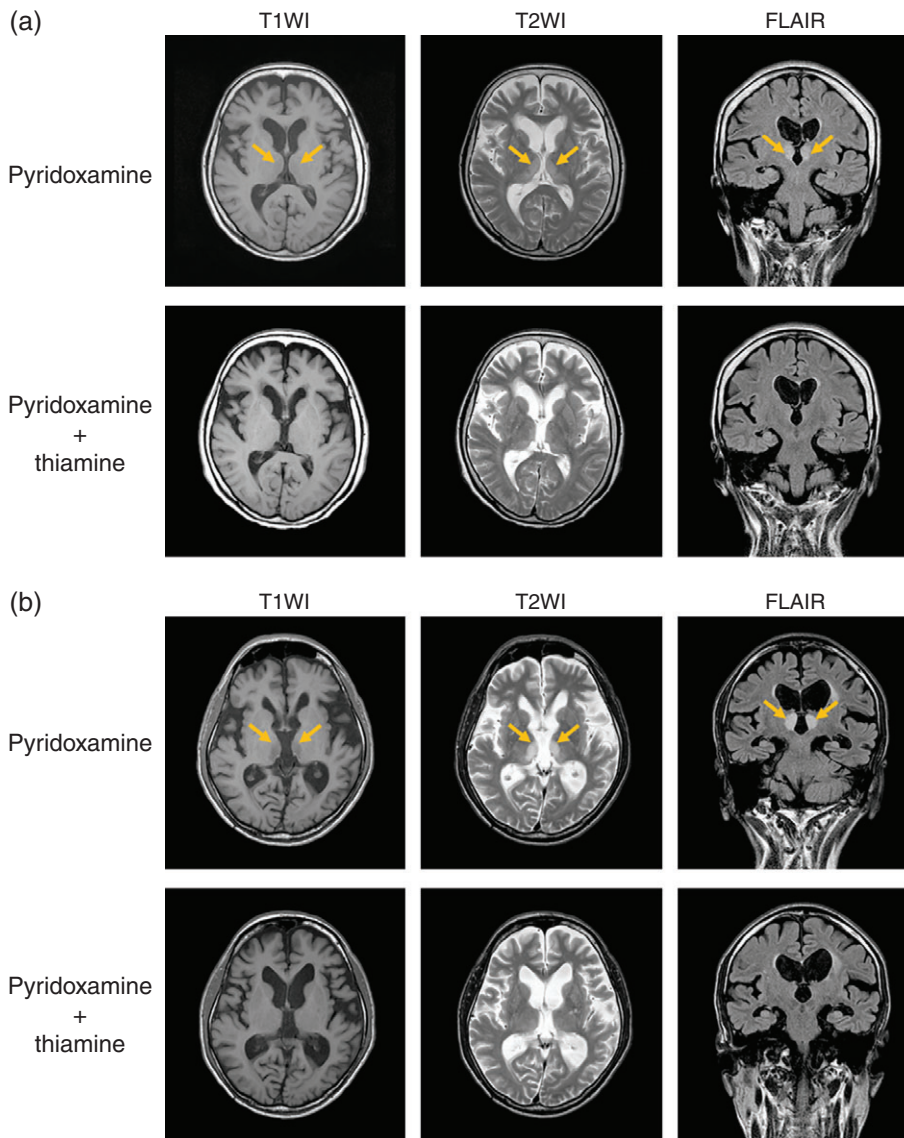 (a)
T1WI T2WI FLAIR
Pyridoxamine
Pyridoxamine
+
thiamine
(b)
T1WI T2WI FLAIR
Pyridoxamine
Pyridoxamine
+
thiamine